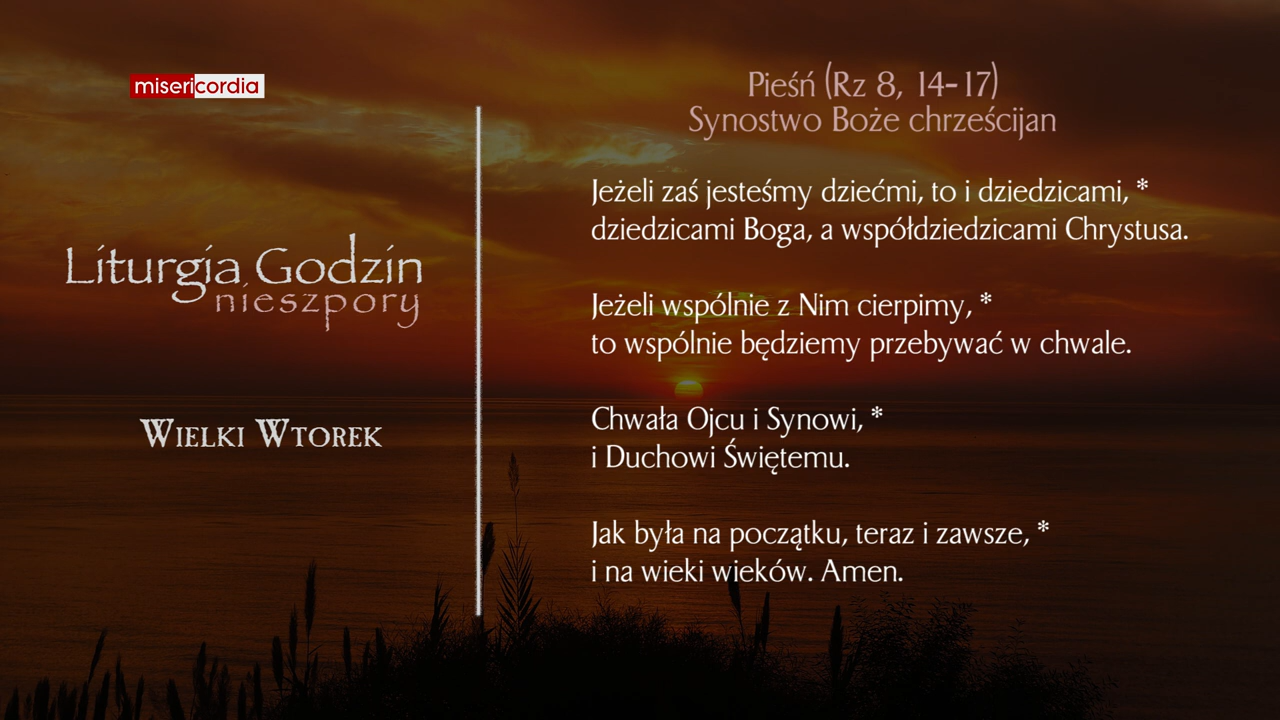 misericordia
Liturgia Godzin
nieszpory
Wielki Wtorek
Pieśń (Rz 8, 14-17)
Synostwo Boże chrześcijan
Jeżeli zaś jesteśmy dziećmi, to i dziedzicami, *
dziedzicami Boga, a współdziedzicami Chrystusa.
Jeżeli wspólnie z Nim cierpimy, *
to wspólnie będziemy przebywać w chwale.
Chwała Ojcu i Synowi, *
i Duchowi Świętemu.
Jak była na początku, teraz i zawsze, *
i na wieki wieków. Amen.